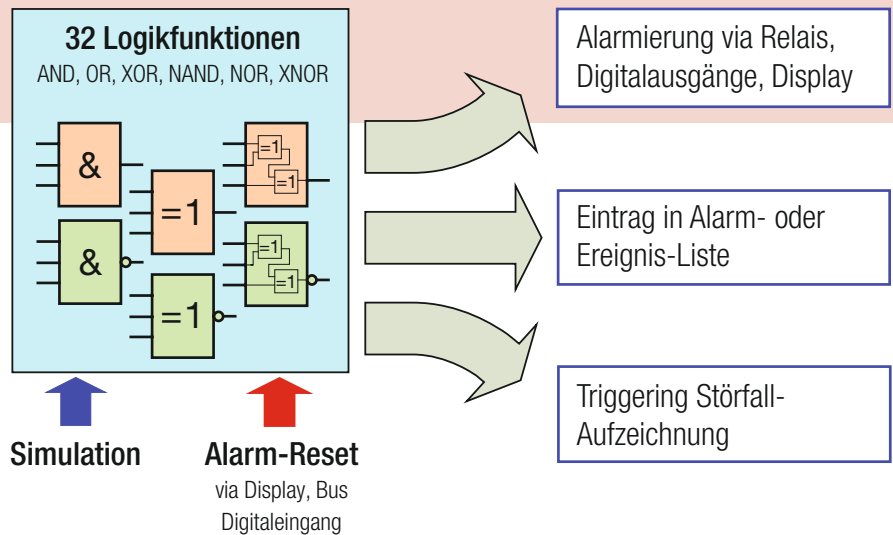 32 Logikfunktionen
AND, OR, XOR, NAND, NOR, XNOR
&
=1
=1
=1
&
=1
=1
=1
Simulation
Alarm-Reset
via Display, Bus
Digitaleingang
Alarmierung via Relais,
Digitalausgänge, Display
Eintrag in Alarm- oder
Ereignis-Liste
Triggering Störfall-
Aufzeichnung